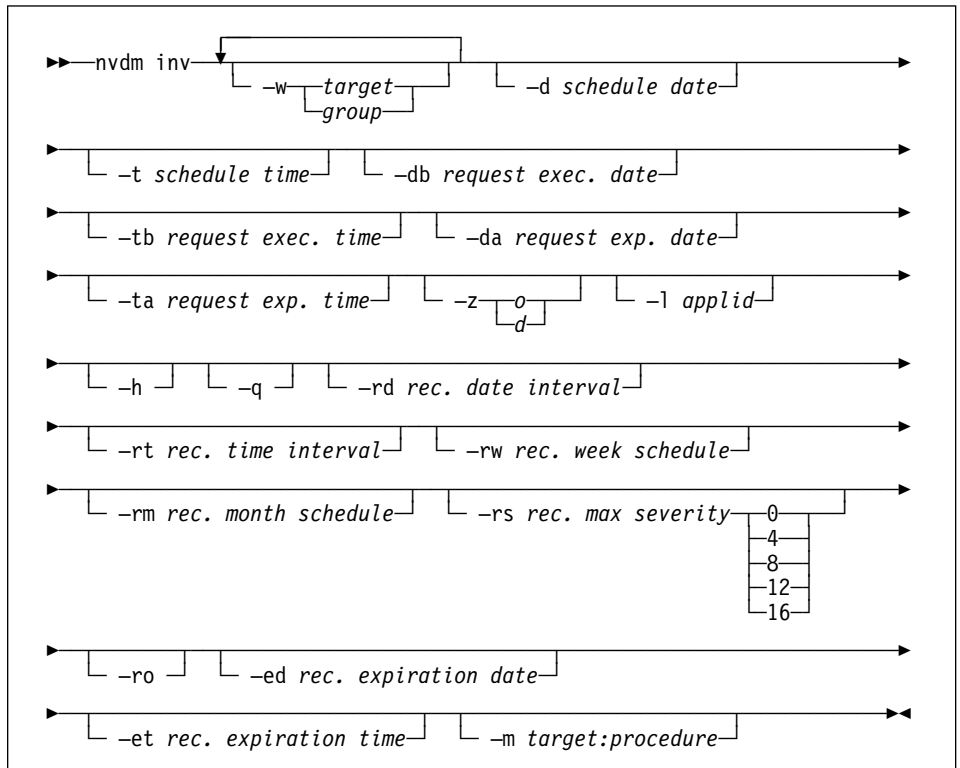 nvdm inv
–w target –d schedule date
group
–t schedule time –db request exec. date
–tb request exec. time –da request exp. date
–ta request exp. time –z o –l applid
d
–h –q –rd rec. date interval
–rt rec. time interval –rw rec. week schedule
–rm rec. month schedule –rs rec. max severity 0
4
8
12
16
–ro –ed rec. expiration date
–et rec. expiration time –m target:procedure